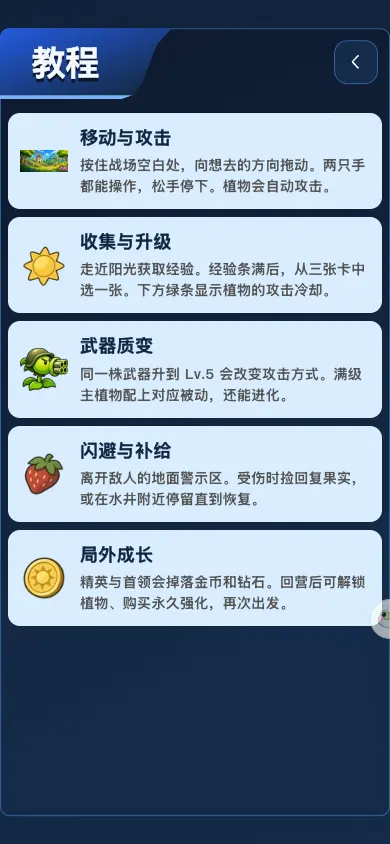 教程
移动与攻击
按住战场空白处，向想去的方向拖动。两只手
都能操作，松手停下。植物会自动攻击。
收集与升级
走近阳光获取经验。经验条满后，从三张卡中
选一张。下方绿条显示植物的攻击冷却。
武器质变
同一株武器升到 Lv.5 会改变攻击方式。满级
主植物配上对应被动，还能进化。
闪避与补给
离开敌人的地面警示区。受伤时捡回复果实，
或在水井附近停留直到恢复。
局外成长
精英与首领会掉落金币和钻石。回营后可解锁
植物、购买永久强化，再次出发。